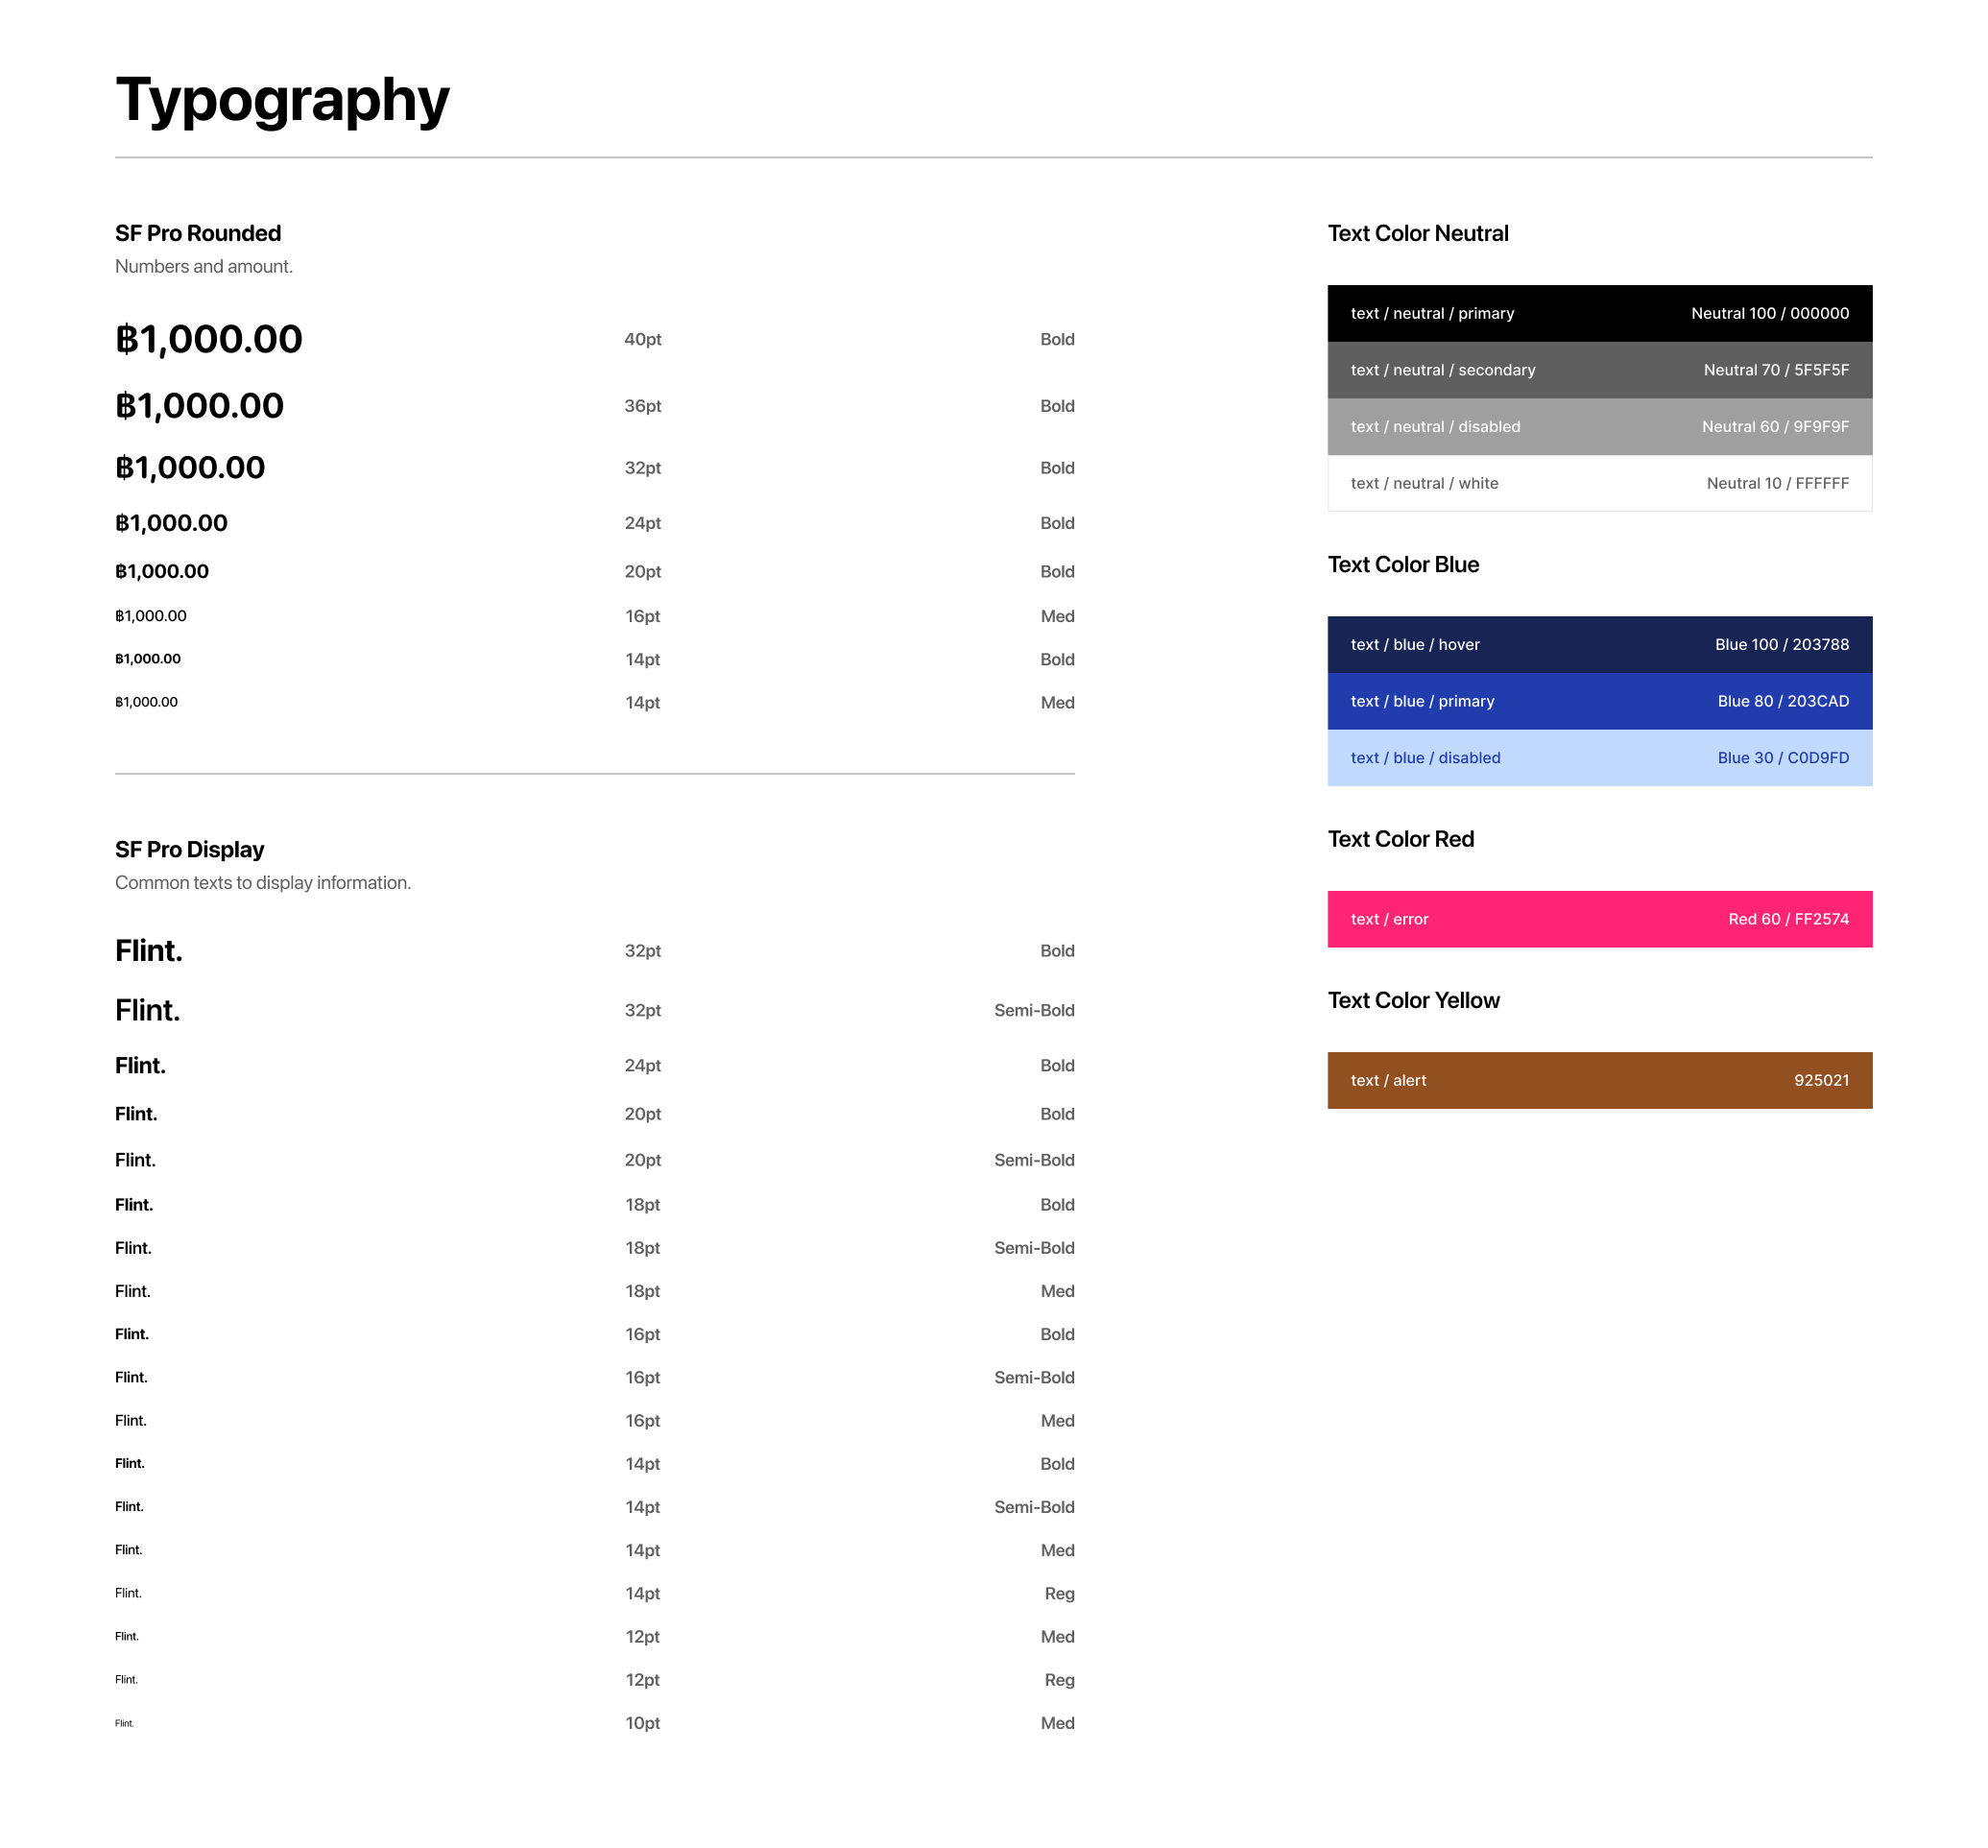 Typography
SF Pro Rounded
Numbers and amount.
฿1,000.00 40pt Bold
฿1,000.00 36pt Bold
฿1,000.00 32pt Bold
฿1,000.00 24pt Bold
฿1,000.00 20pt Bold
฿1,000.00 16pt Med
฿1,000.00 14pt Bold
฿1,000.00 14pt Med
SF Pro Display
Common texts to display information.
Flint. 32pt Bold
Flint. 32pt Semi-Bold
Flint. 24pt Bold
Flint. 20pt Bold
Flint. 20pt Semi-Bold
Flint. 18pt Bold
Flint. 18pt Semi-Bold
Flint. 18pt Med
Flint. 16pt Bold
Flint. 16pt Semi-Bold
Flint. 16pt Med
Flint. 14pt Bold
Flint. 14pt Semi-Bold
Flint. 14pt Med
Flint. 14pt Reg
Flint. 12pt Med
Flint. 12pt Reg
Flint. 10pt Med
Text Color Neutral
text / neutral / primary Neutral 100 / 000000
text / neutral / secondary Neutral 70 / 5F5F5F
text / neutral / disabled Neutral 60 / 9F9F9F
text / neutral / white Neutral 10 / FFFFFF
Text Color Blue
text / blue / hover Blue 100 / 203788
text / blue / primary Blue 80 / 203CAD
text / blue / disabled Blue 30 / C0D9FD
Text Color Red
text / error Red 60 / FF2574
Text Color Yellow
text / alert 925021